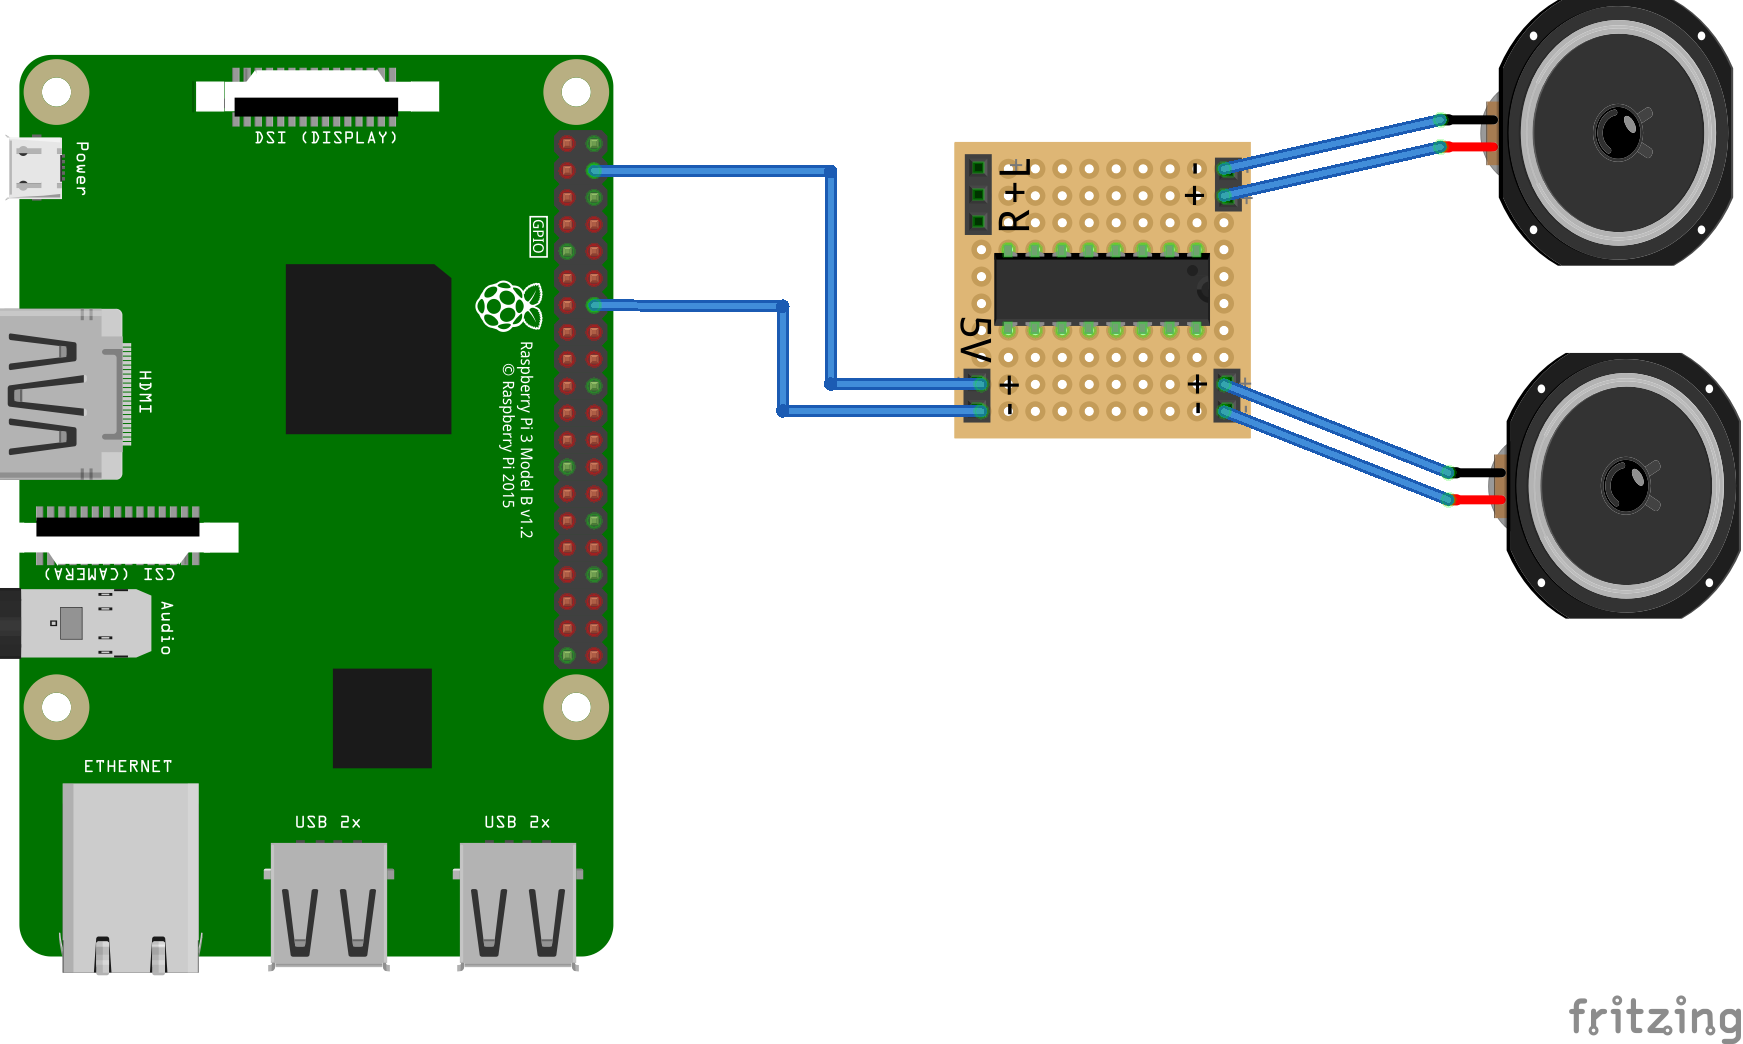 DSI (DISPLAY)
Power
GPIO
HDMI
Raspberry Pi 3 Model B v1.2
© Raspberry Pi 2015
CSI (CAMERA)
Audio
ETHERNET
USB 2x
USB 2x
L
+
R
-
+
5V
+
-
+
-
fritzing